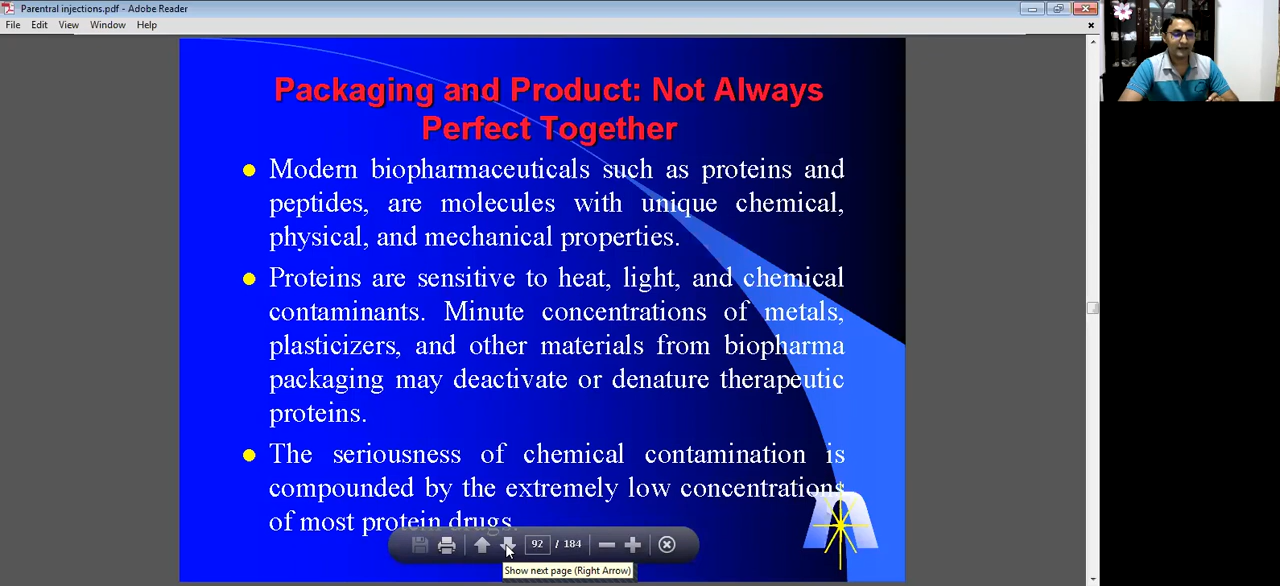 Parentral injections.pdf - Adobe Reader
File Edit View Window Help
Packaging and Product: Not Always
Perfect Together
Modern biopharmaceuticals such as proteins and
peptides, are molecules with unique chemical,
physical, and mechanical properties.
Proteins are sensitive to heat, light, and chemical
contaminants. Minute concentrations of metals,
plasticizers, and other materials from biopharma
packaging may deactivate or denature therapeutic
proteins.
The seriousness of chemical contamination is
compounded by the extremely low concentrations
of most protein drugs.
92 / 184
Show next page (Right Arrow)